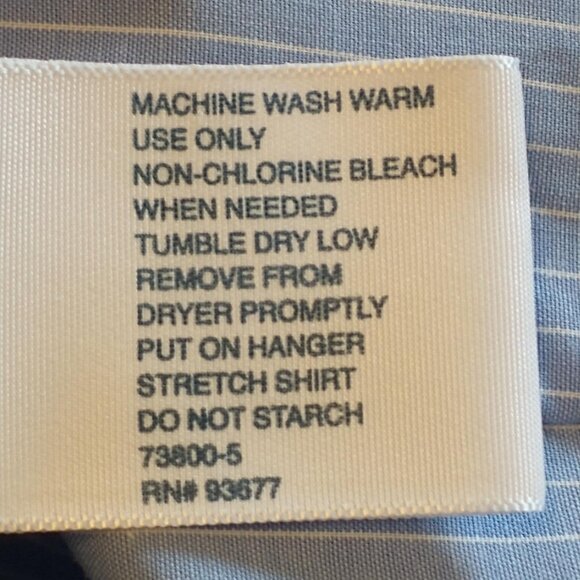 MACHINE WASH WARM
USE ONLY
NON-CHLORINE BLEACH
WHEN NEEDED
TUMBLE DRY LOW
REMOVE FROM
DRYER PROMPTLY
PUT ON HANGER
STRETCH SHIRT
DO NOT STARCH
73800-5
RN# 93677